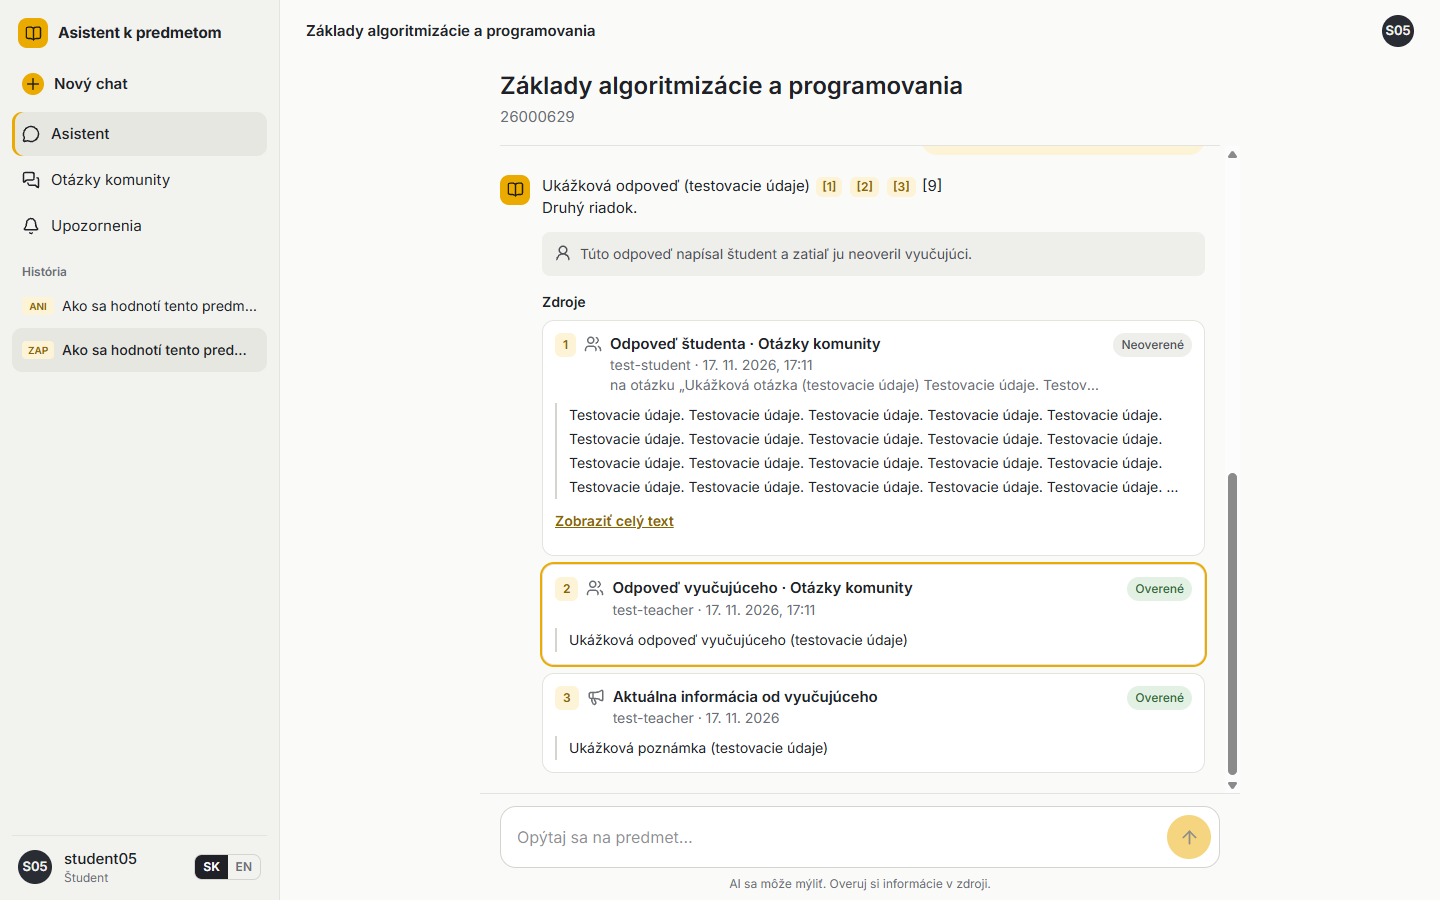 Asistent k predmetom
Nový chat
Asistent
Otázky komunity
Upozornenia
História
ANI Ako sa hodnotí tento predm...
ZAP Ako sa hodnotí tento pred...
S05 student05
Študent
SK EN
Základy algoritmizácie a programovania
S05
Základy algoritmizácie a programovania
26000629
Ukážková odpoveď (testovacie údaje) [1] [2] [3] [9]
Druhý riadok.
Túto odpoveď napísal študent a zatiaľ ju neoveril vyučujúci.
Zdroje
1 Odpoveď študenta · Otázky komunity Neoverené
test-student · 17. 11. 2026, 17:11
na otázku „Ukážková otázka (testovacie údaje) Testovacie údaje. Testov...
Testovacie údaje. Testovacie údaje. Testovacie údaje. Testovacie údaje. Testovacie údaje.
Testovacie údaje. Testovacie údaje. Testovacie údaje. Testovacie údaje. Testovacie údaje.
Testovacie údaje. Testovacie údaje. Testovacie údaje. Testovacie údaje. Testovacie údaje.
Testovacie údaje. Testovacie údaje. Testovacie údaje. Testovacie údaje. Testovacie údaje. ...
Zobraziť celý text
2 Odpoveď vyučujúceho · Otázky komunity Overené
test-teacher · 17. 11. 2026, 17:11
Ukážková odpoveď vyučujúceho (testovacie údaje)
3 Aktuálna informácia od vyučujúceho Overené
test-teacher · 17. 11. 2026
Ukážková poznámka (testovacie údaje)
Opýtaj sa na predmet...
AI sa môže mýliť. Overuj si informácie v zdroji.